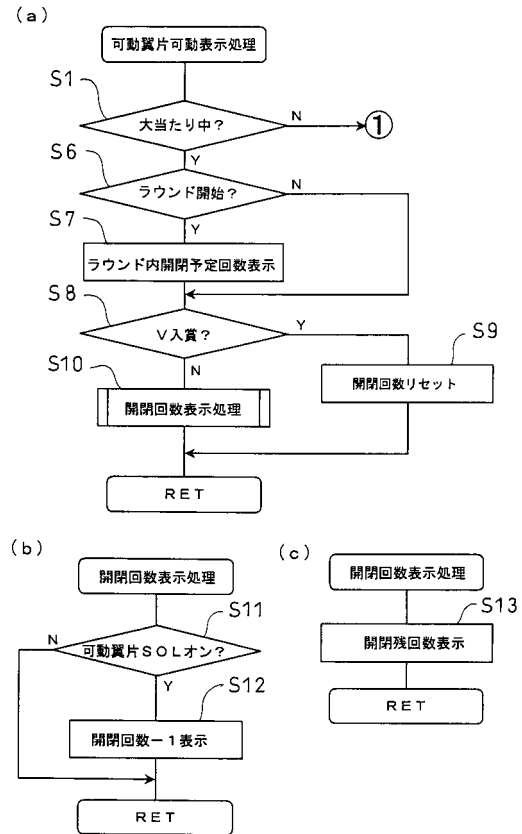 (a)
可動翼片可動表示処理
S1
大当たり中?
N
①
Y
S6
ラウンド開始?
N
Y
S7
ラウンド内開閉予定回数表示
S8
V入賞?
Y
N
S9
開閉回数リセット
S10
開閉回数表示処理
RET
(b)
開閉回数表示処理
S11
N
可動翼片SOLオン?
Y
S12
開閉回数-1表示
RET
(c)
開閉回数表示処理
S13
開閉残回数表示
RET